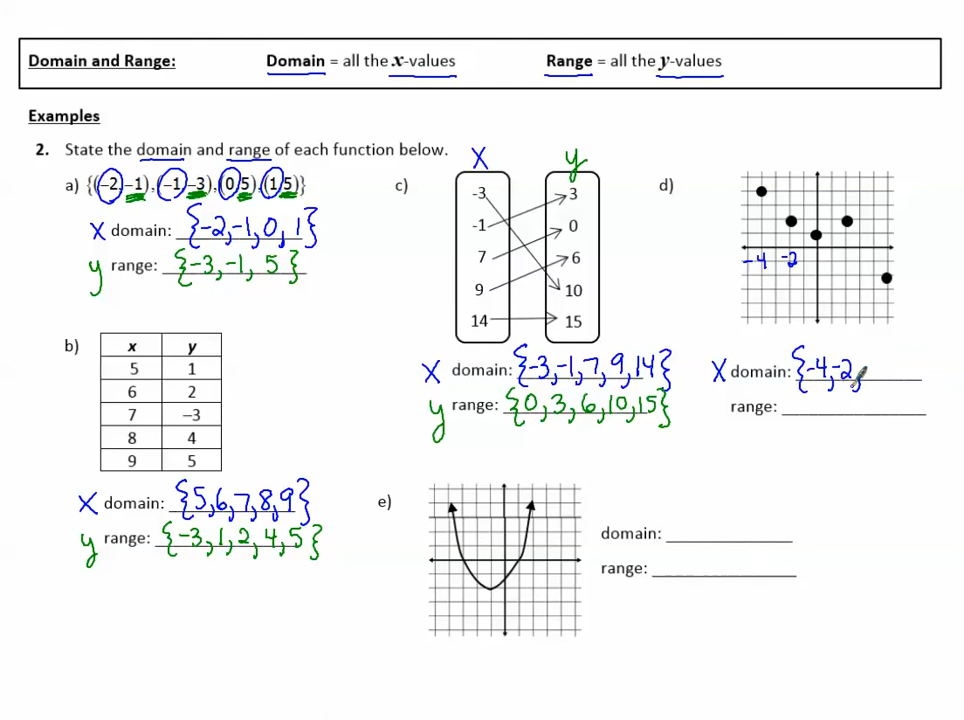 Domain and Range: Domain = all the x-values Range = all the y-values
Examples
2. State the domain and range of each function below.
a) {(−2,−1),(−1,−3),(0,5),(1,5)}
x domain: {-2,-1,0,1}
y range: {-3,-1,5}
b)
x y
5 1
6 2
7 −3
8 4
9 5
x domain: {5,6,7,8,9}
y range: {-3,1,2,4,5}
c)
x y
-3 3
-1 0
7 6
9 10
14 15
x domain: {-3,-1,7,9,14}
y range: {0,3,6,10,15}
d)
-4 -2
x domain: {-4,-2,
range:
e)
domain:
range: